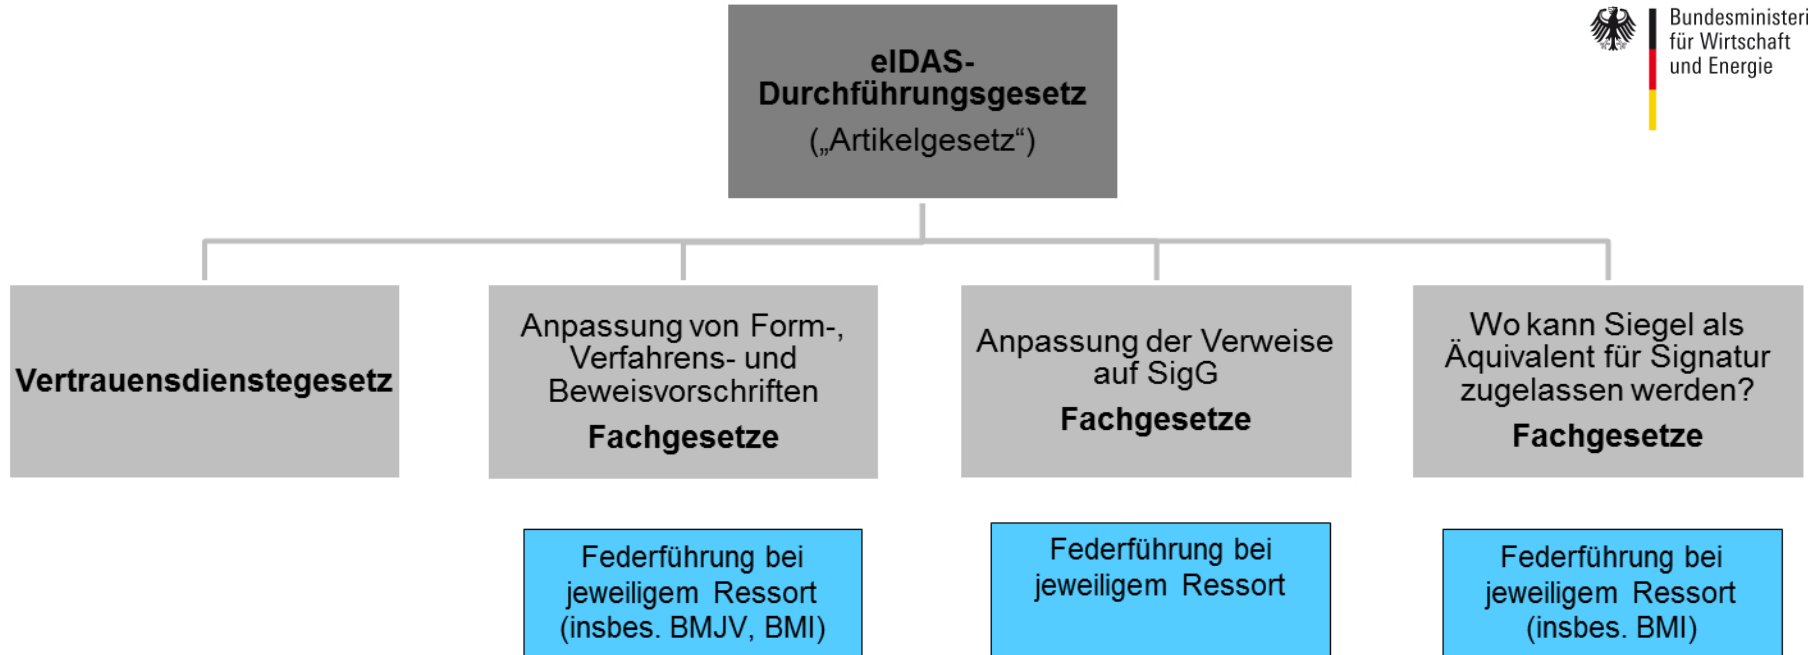 Bundesministeri
für Wirtschaft
und Energie
eIDAS-
Durchführungsgesetz
(„Artikelgesetz“)
Vertrauensdienstegesetz
Anpassung von Form-,
Verfahrens- und
Beweisvorschriften
Fachgesetze
Anpassung der Verweise
auf SigG
Fachgesetze
Wo kann Siegel als
Äquivalent für Signatur
zugelassen werden?
Fachgesetze
Federführung bei
jeweiligem Ressort
(insbes. BMJV, BMI)
Federführung bei
jeweiligem Ressort
Federführung bei
jeweiligem Ressort
(insbes. BMI)